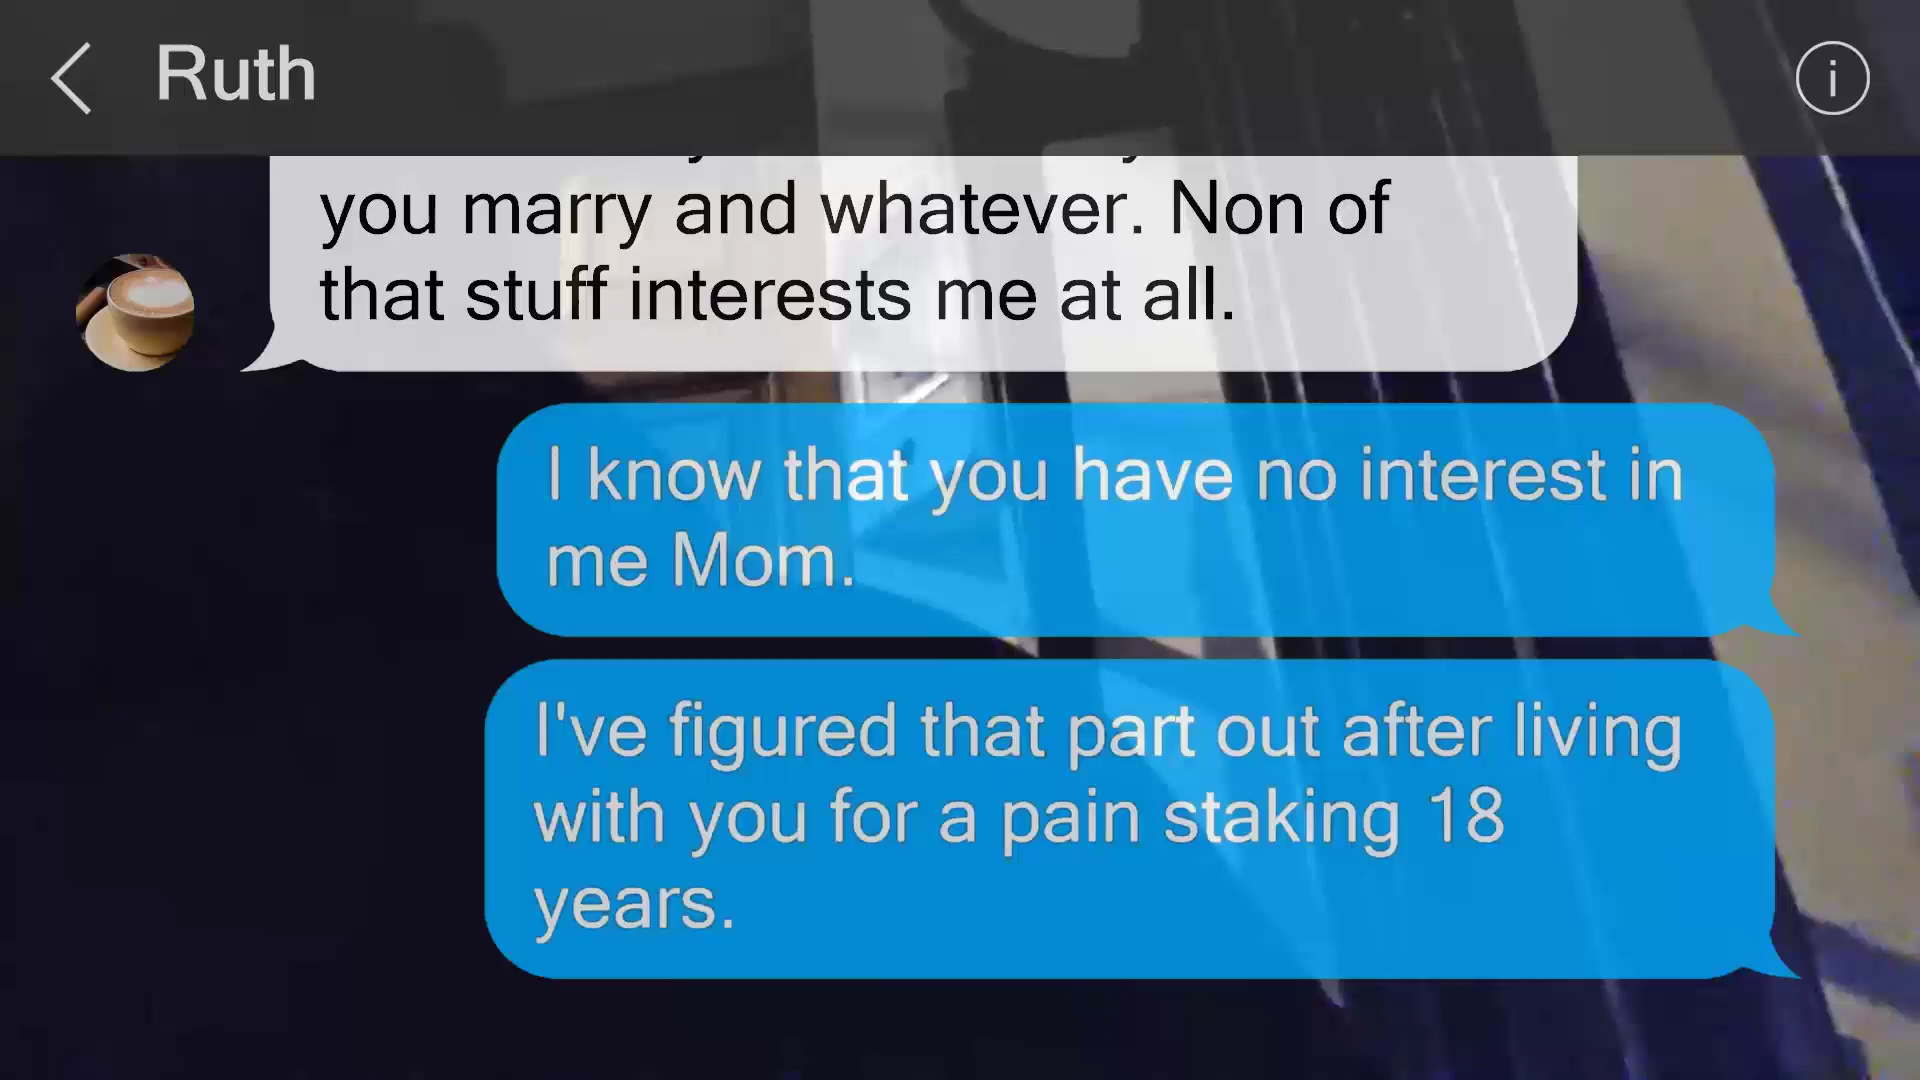 Ruth
you marry and whatever. Non of
that stuff interests me at all.
I know that you have no interest in
me Mom.
I've figured that part out after living
with you for a pain staking 18
years.